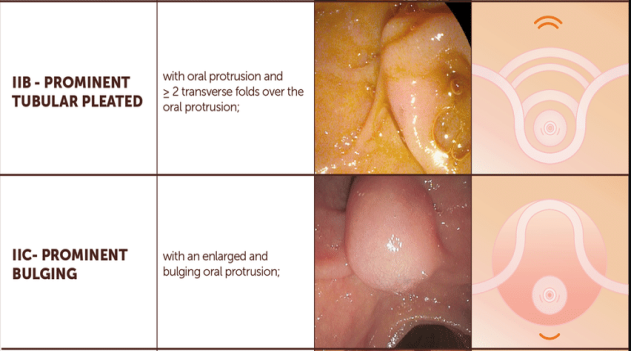 IIB - PROMINENT
TUBULAR PLEATED
with oral protrusion and
≥ 2 transverse folds over the
oral protrusion;
IIC- PROMINENT
BULGING
with an enlarged and
bulging oral protrusion;